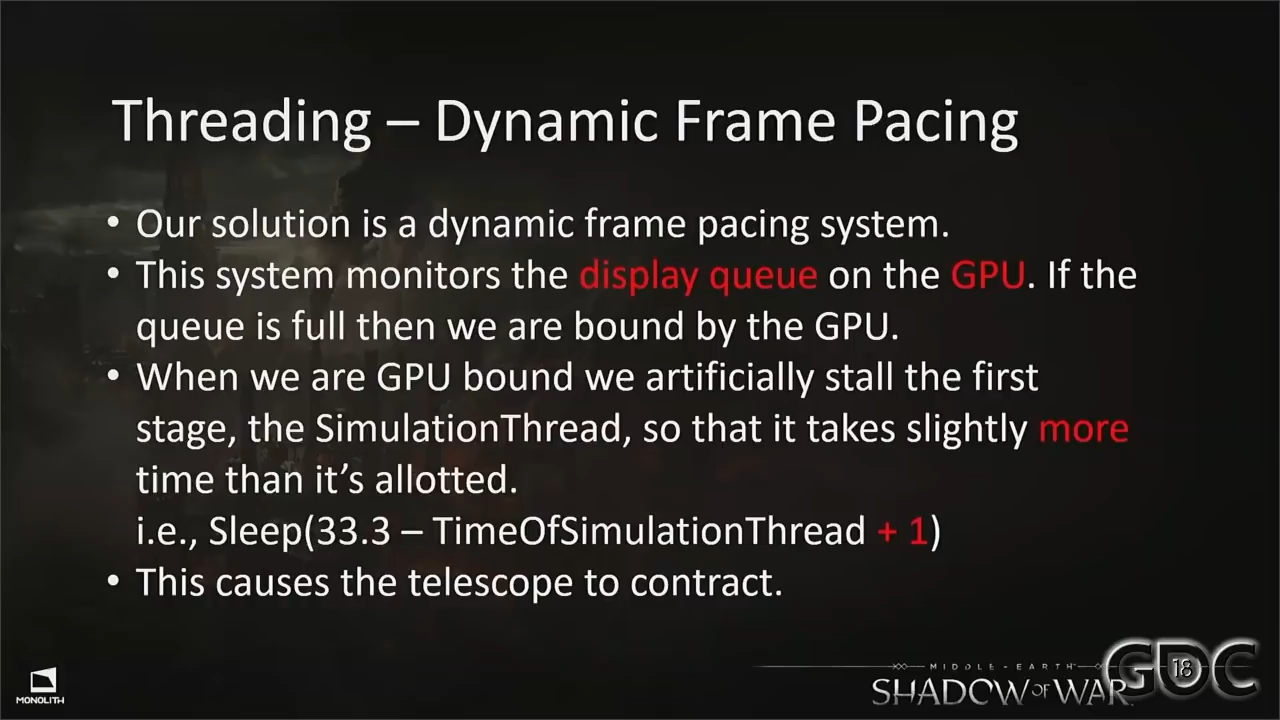 Threading – Dynamic Frame Pacing
• Our solution is a dynamic frame pacing system.
• This system monitors the display queue on the GPU. If the
queue is full then we are bound by the GPU.
• When we are GPU bound we artificially stall the first
stage, the SimulationThread, so that it takes slightly more
time than it’s allotted.
i.e., Sleep(33.3 – TimeOfSimulationThread + 1)
• This causes the telescope to contract.
MONOLITH
MIDDLE-EARTH
SHADOW OF WAR
GDC
18